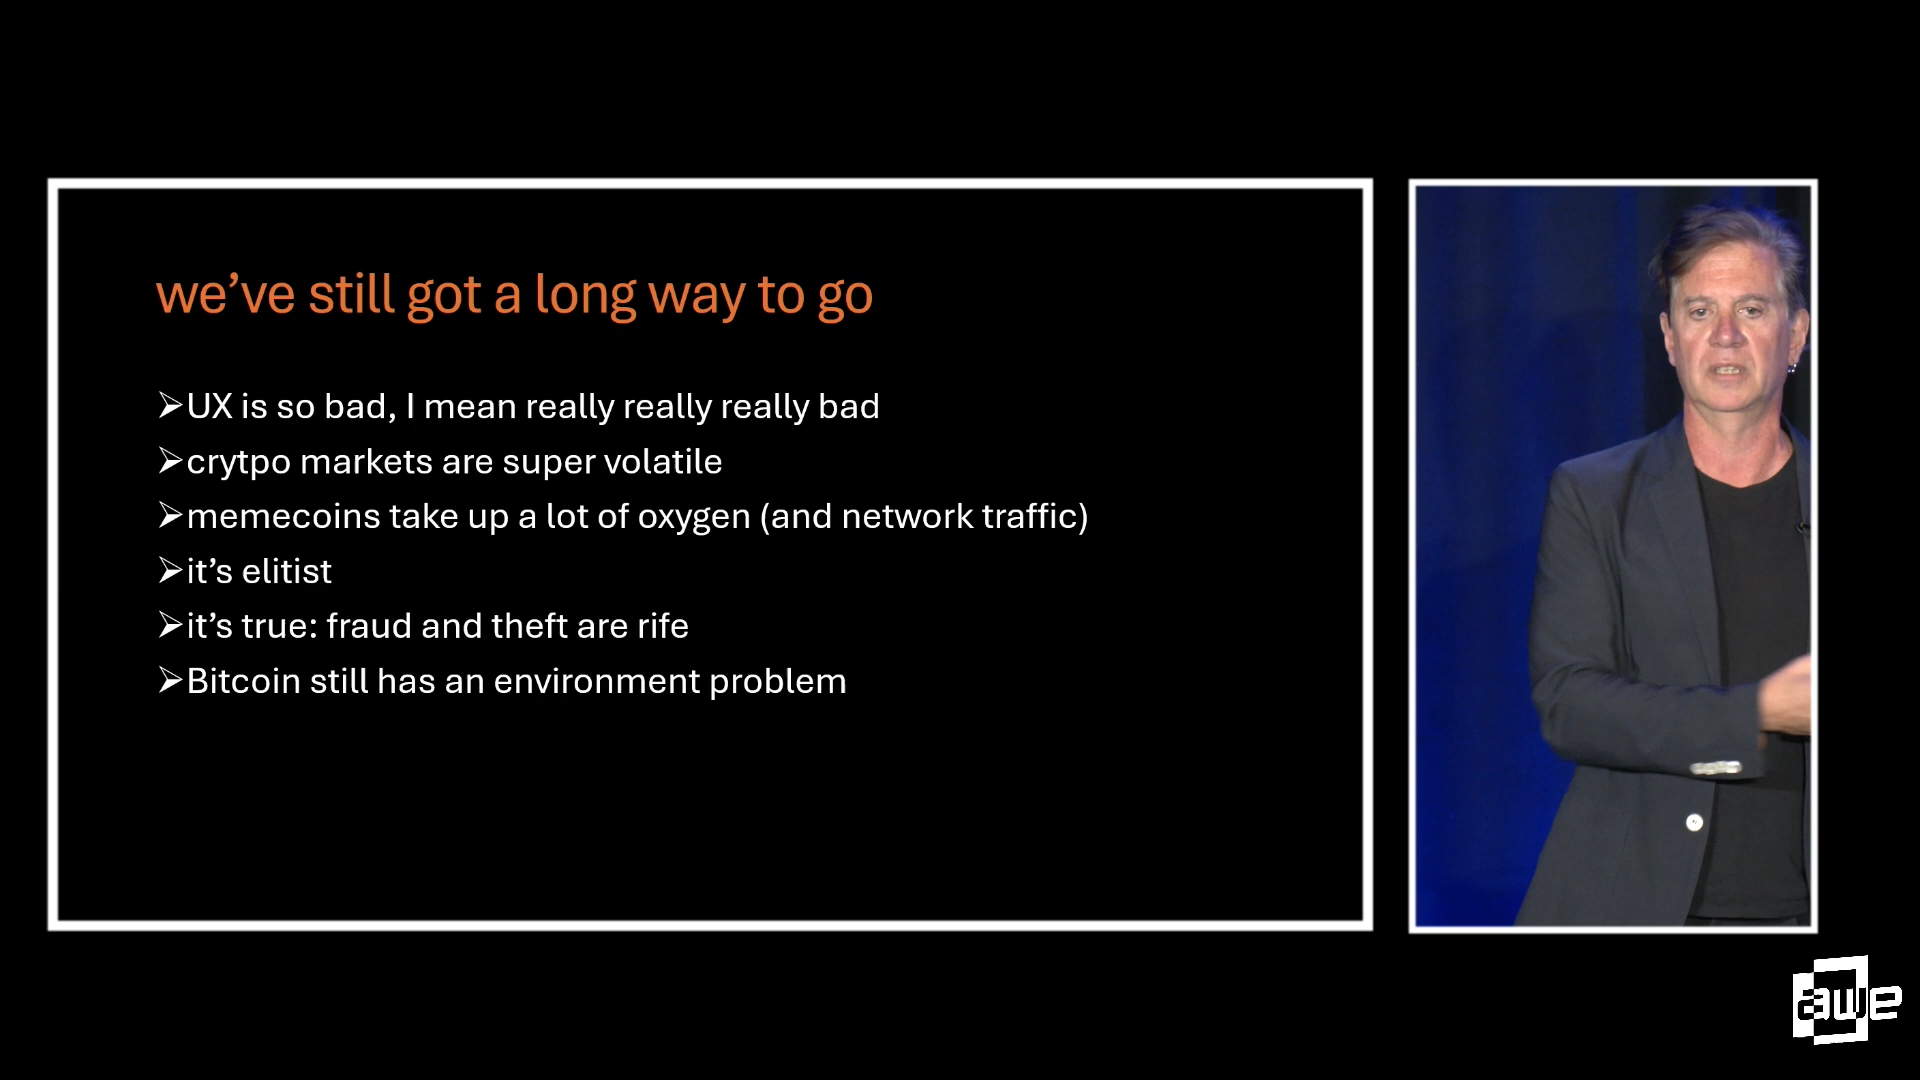 we’ve still got a long way to go
➢UX is so bad, I mean really really really bad
➢crytpo markets are super volatile
➢memecoins take up a lot of oxygen (and network traffic)
➢it’s elitist
➢it’s true: fraud and theft are rife
➢Bitcoin still has an environment problem
awe